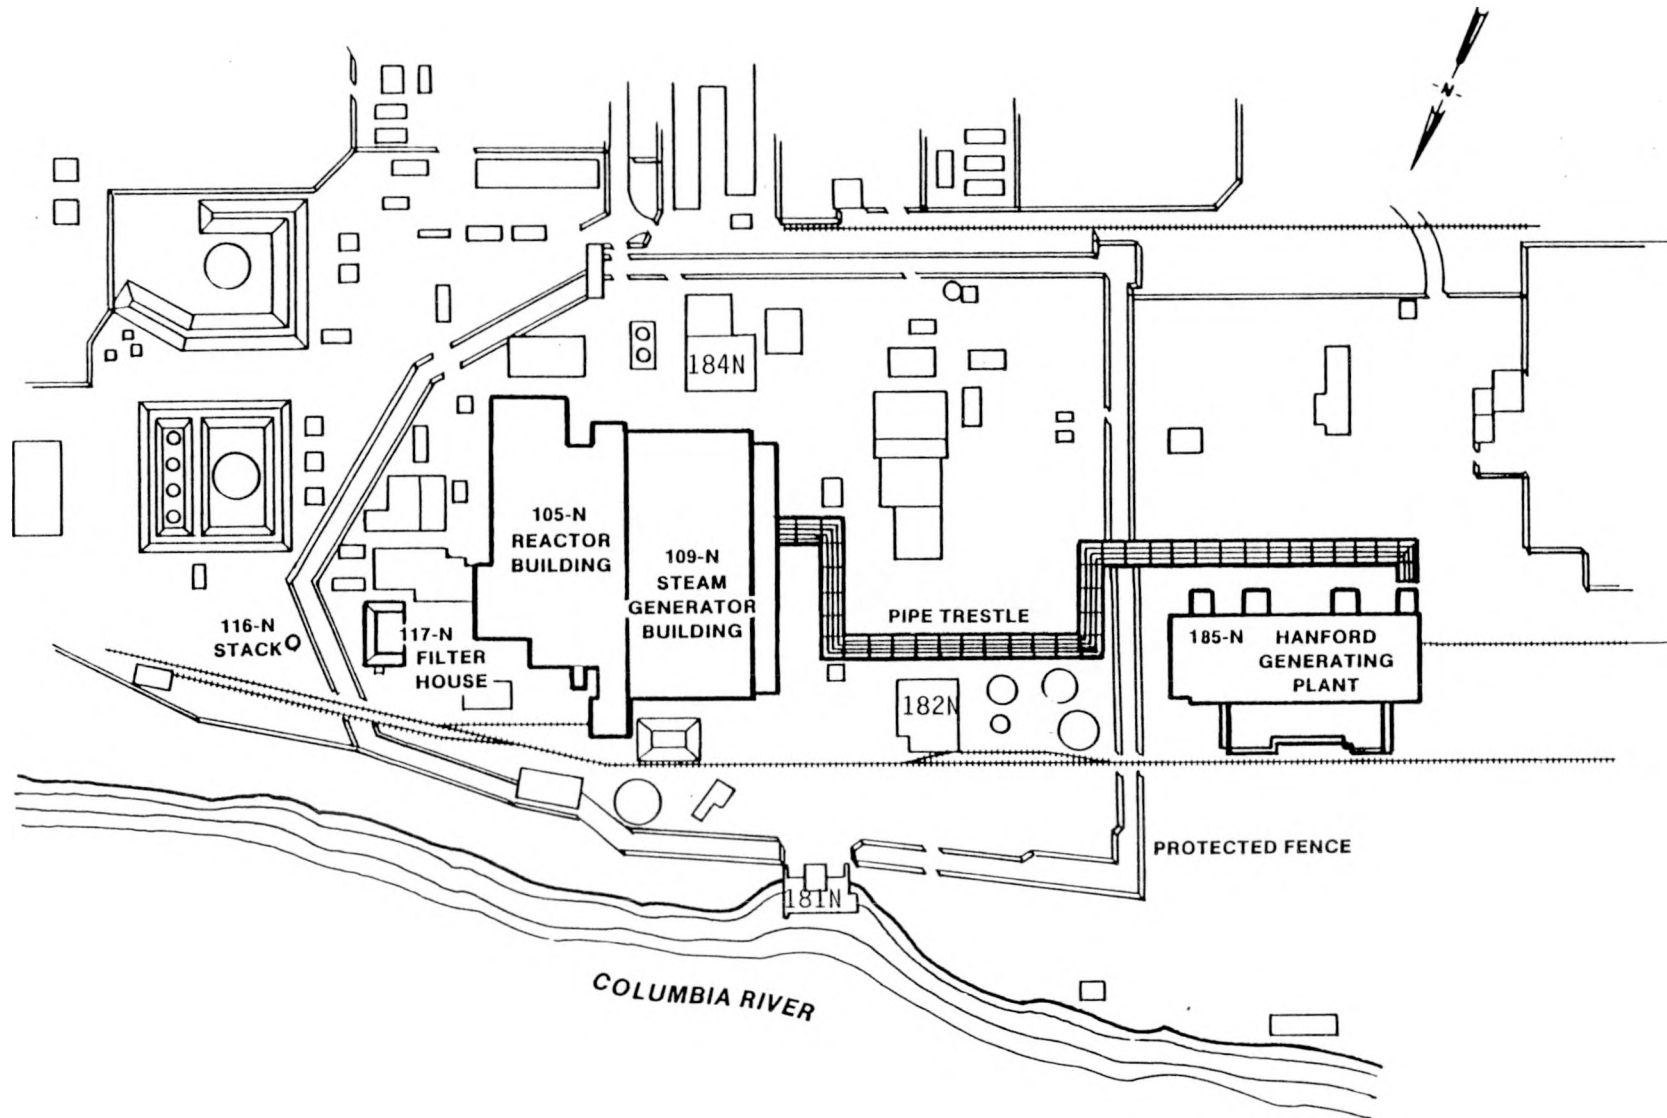 N
184N
105-N
REACTOR
BUILDING
109-N
STEAM
GENERATOR
BUILDING
116-N
STACK
117-N
FILTER
HOUSE
PIPE TRESTLE
185-N HANFORD
GENERATING
PLANT
182N
PROTECTED FENCE
181N
COLUMBIA RIVER